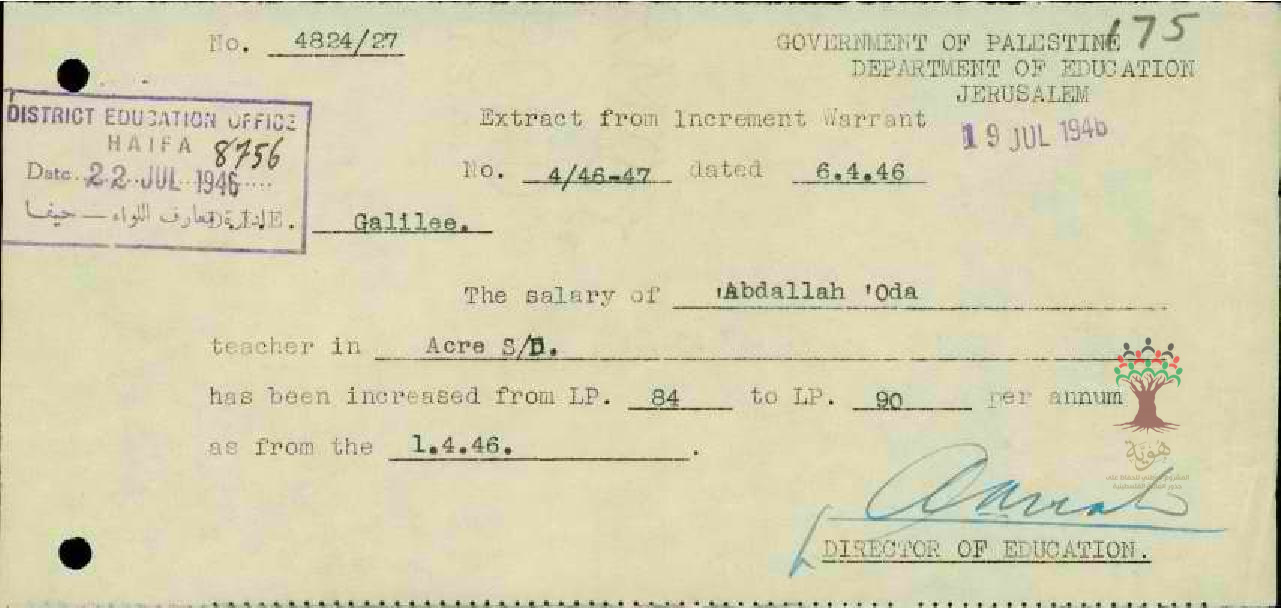 175
No. 4824/27
GOVERNMENT OF PALESTINE
DEPARTMENT OF EDUCATION
JERUSALEM
19 JUL 1946
DISTRICT EDUCATION OFFICE
HAIFA
8756
Date. 22 JUL 1946
معارف اللواء — حيفا
Extract from Increment Warrant
No. 4/46-47 dated 6.4.46
D.I.E. Galilee.
The salary of 'Abdallah 'Oda
teacher in Acre S/D.
has been increased from LP. 84 to LP. 90 per annum
as from the 1.4.46.
DIRECTOR OF EDUCATION.
هوية